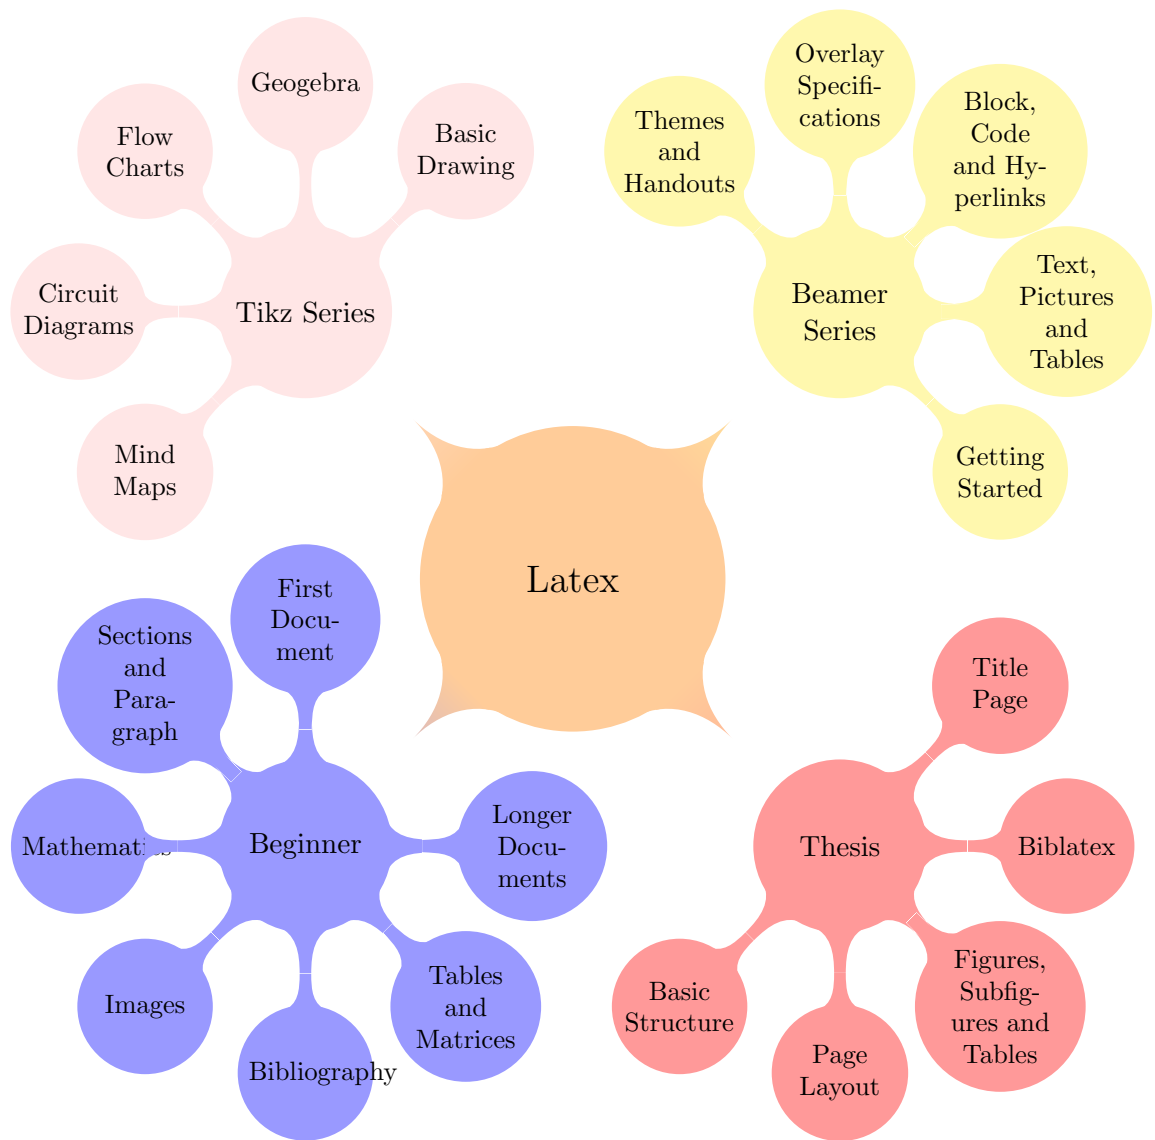 Geogebra
Basic
Drawing
Flow
Charts
Circuit
Diagrams
Tikz Series
Mind
Maps
Overlay
Specifi-
cations
Themes
and
Handouts
Block,
Code
and Hy-
perlinks
Text,
Pictures
and
Tables
Beamer
Series
Getting
Started
Latex
First
Docu-
ment
Sections
and
Para-
graph
Mathematics
Beginner
Longer
Docu-
ments
Images
Bibliography
Tables
and
Matrices
Title
Page
Thesis
Biblatex
Basic
Structure
Page
Layout
Figures,
Subfig-
ures and
Tables